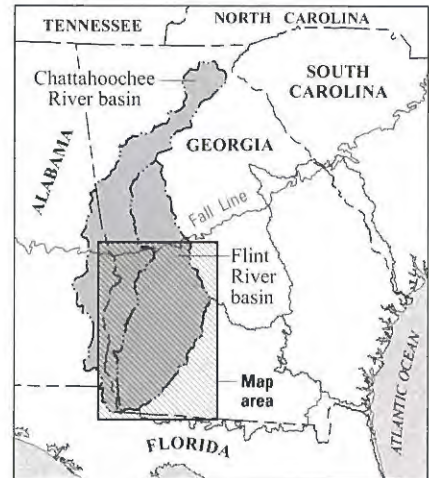 TENNESSEE
NORTH CAROLINA
Chattahoochee
River basin
SOUTH
CAROLINA
GEORGIA
ALABAMA
Fall Line
Flint
River
basin
Map
area
FLORIDA
ATLANTIC OCEAN